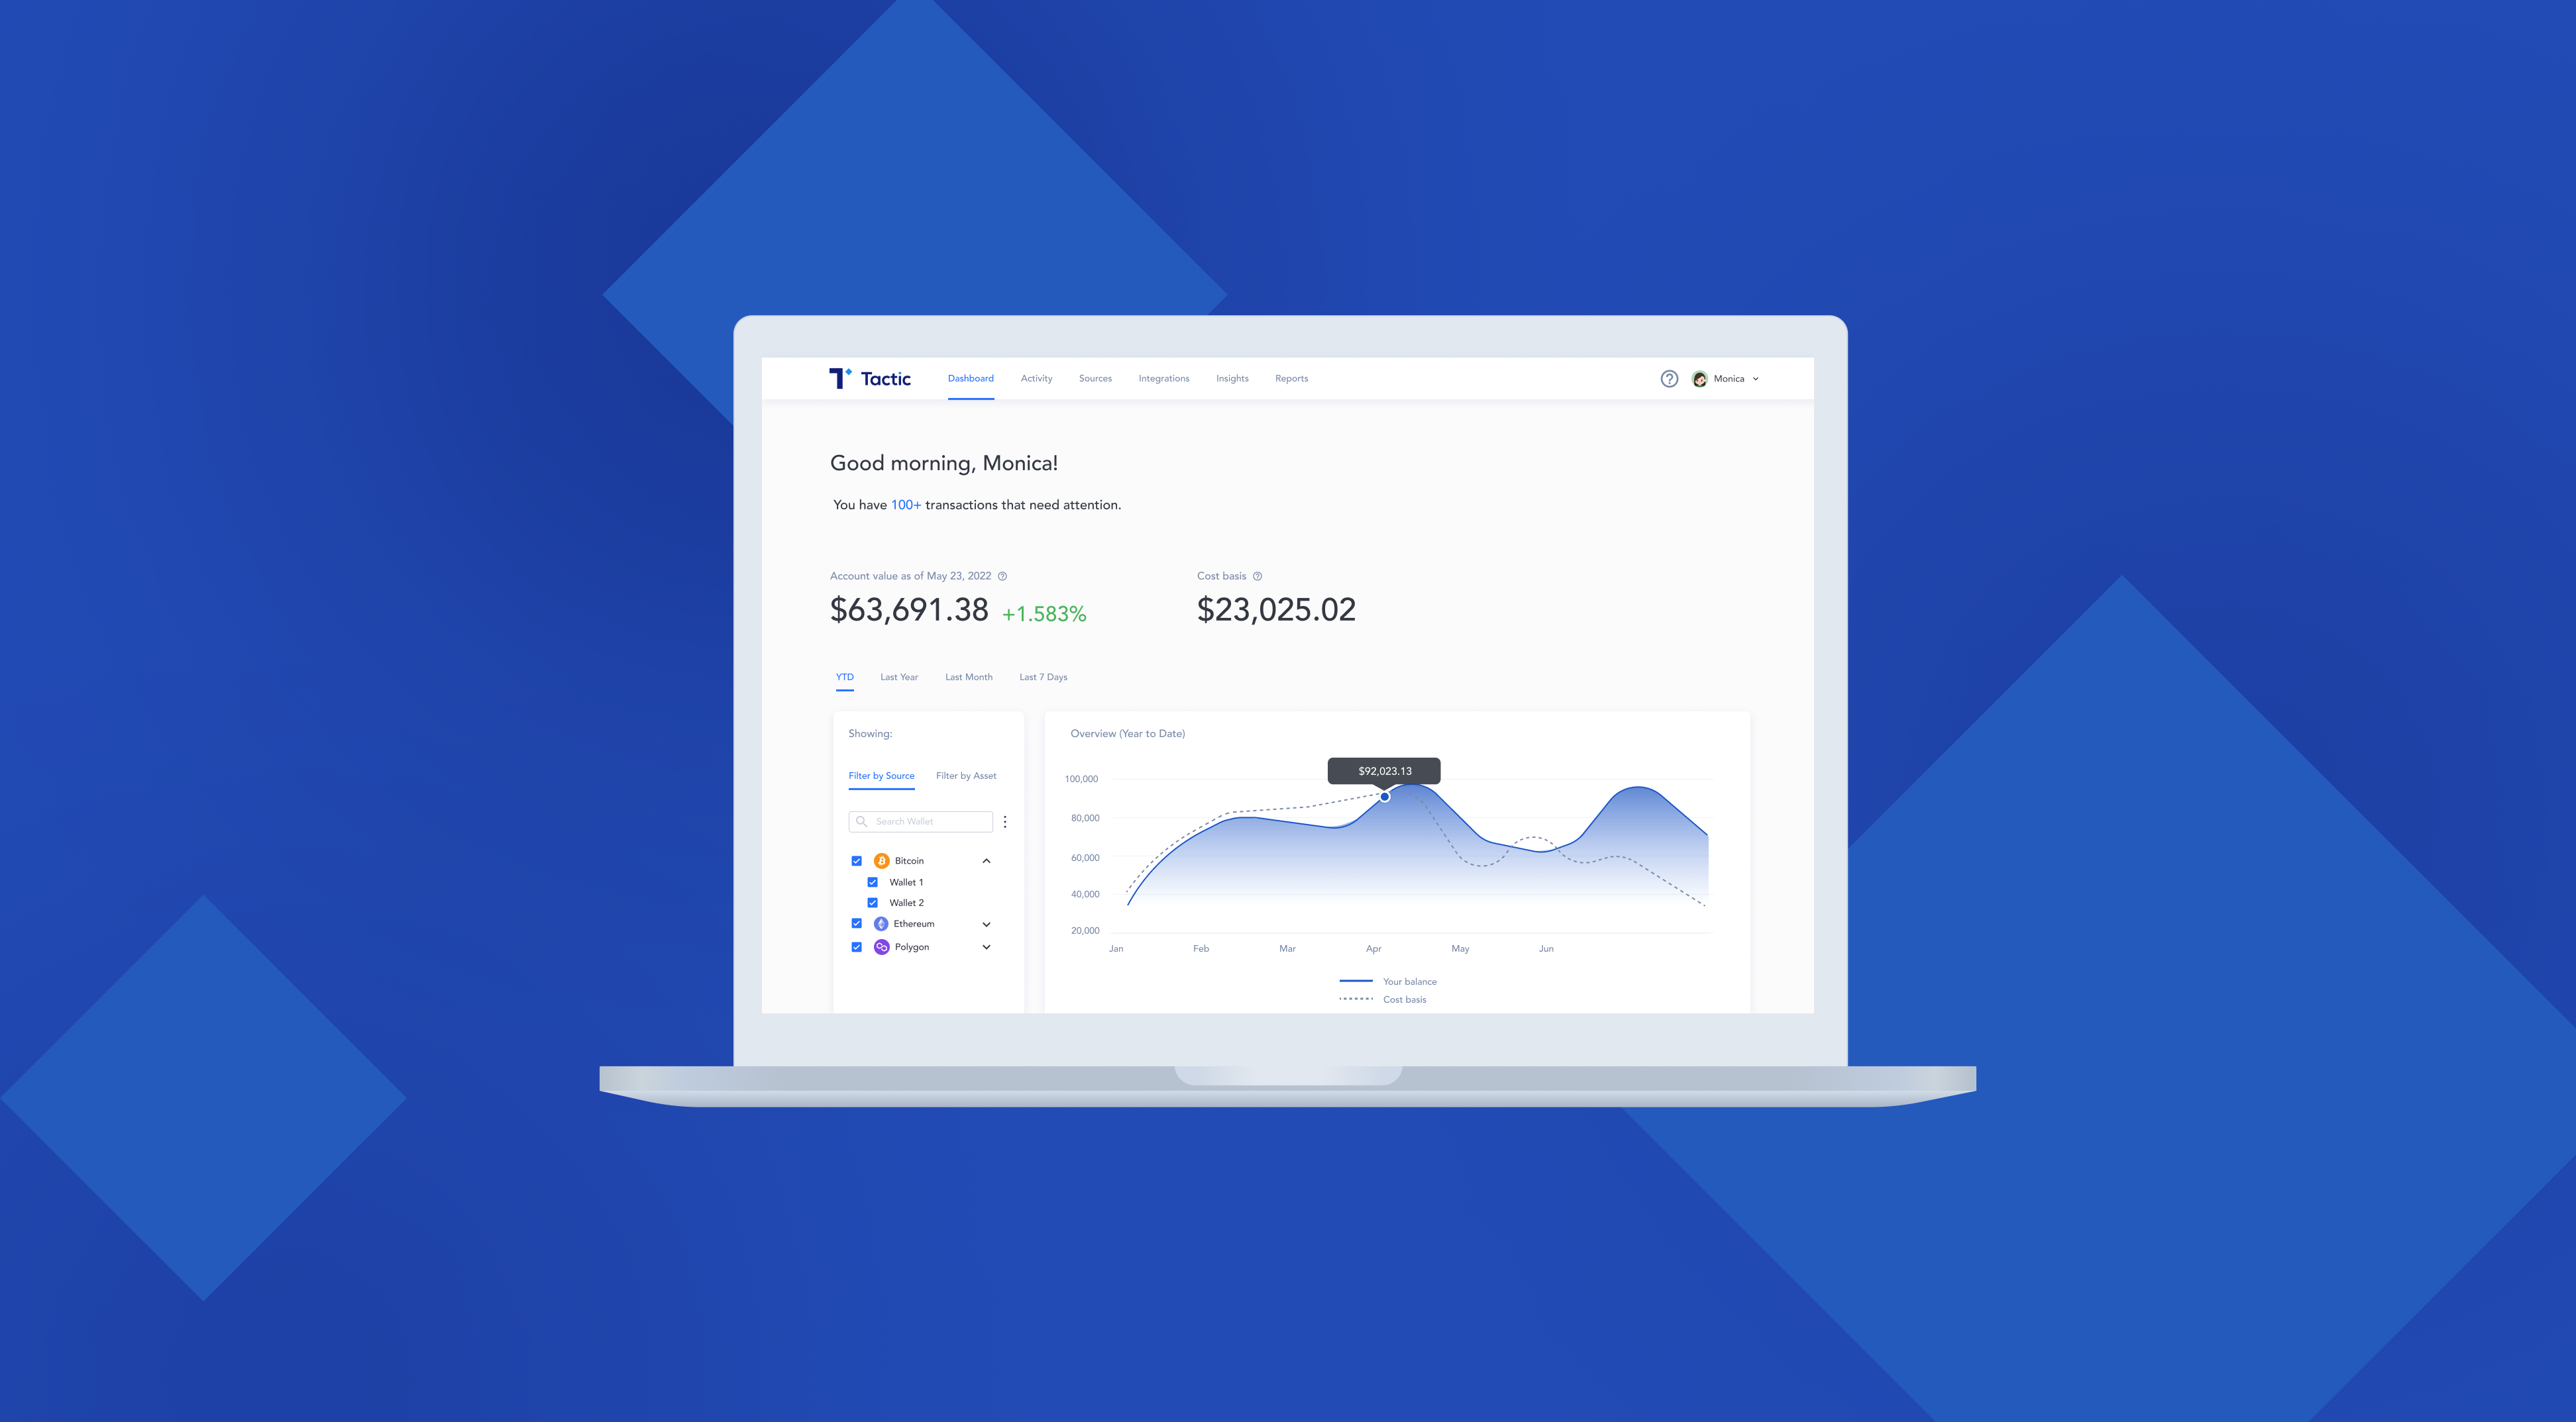 Tactic Dashboard Activity Sources Integrations Insights Reports Monica
Good morning, Monica!
You have 100+ transactions that need attention.
Account value as of May 23, 2022 Cost basis
$63,691.38 +1.583% $23,025.02
YTD Last Year Last Month Last 7 Days
Showing:
Filter by Source Filter by Asset
Search Wallet
Bitcoin
Wallet 1
Wallet 2
Ethereum
Polygon
Overview (Year to Date)
$92,023.13
100,000
80,000
60,000
40,000
20,000
Jan Feb Mar Apr May Jun
Your balance
Cost basis